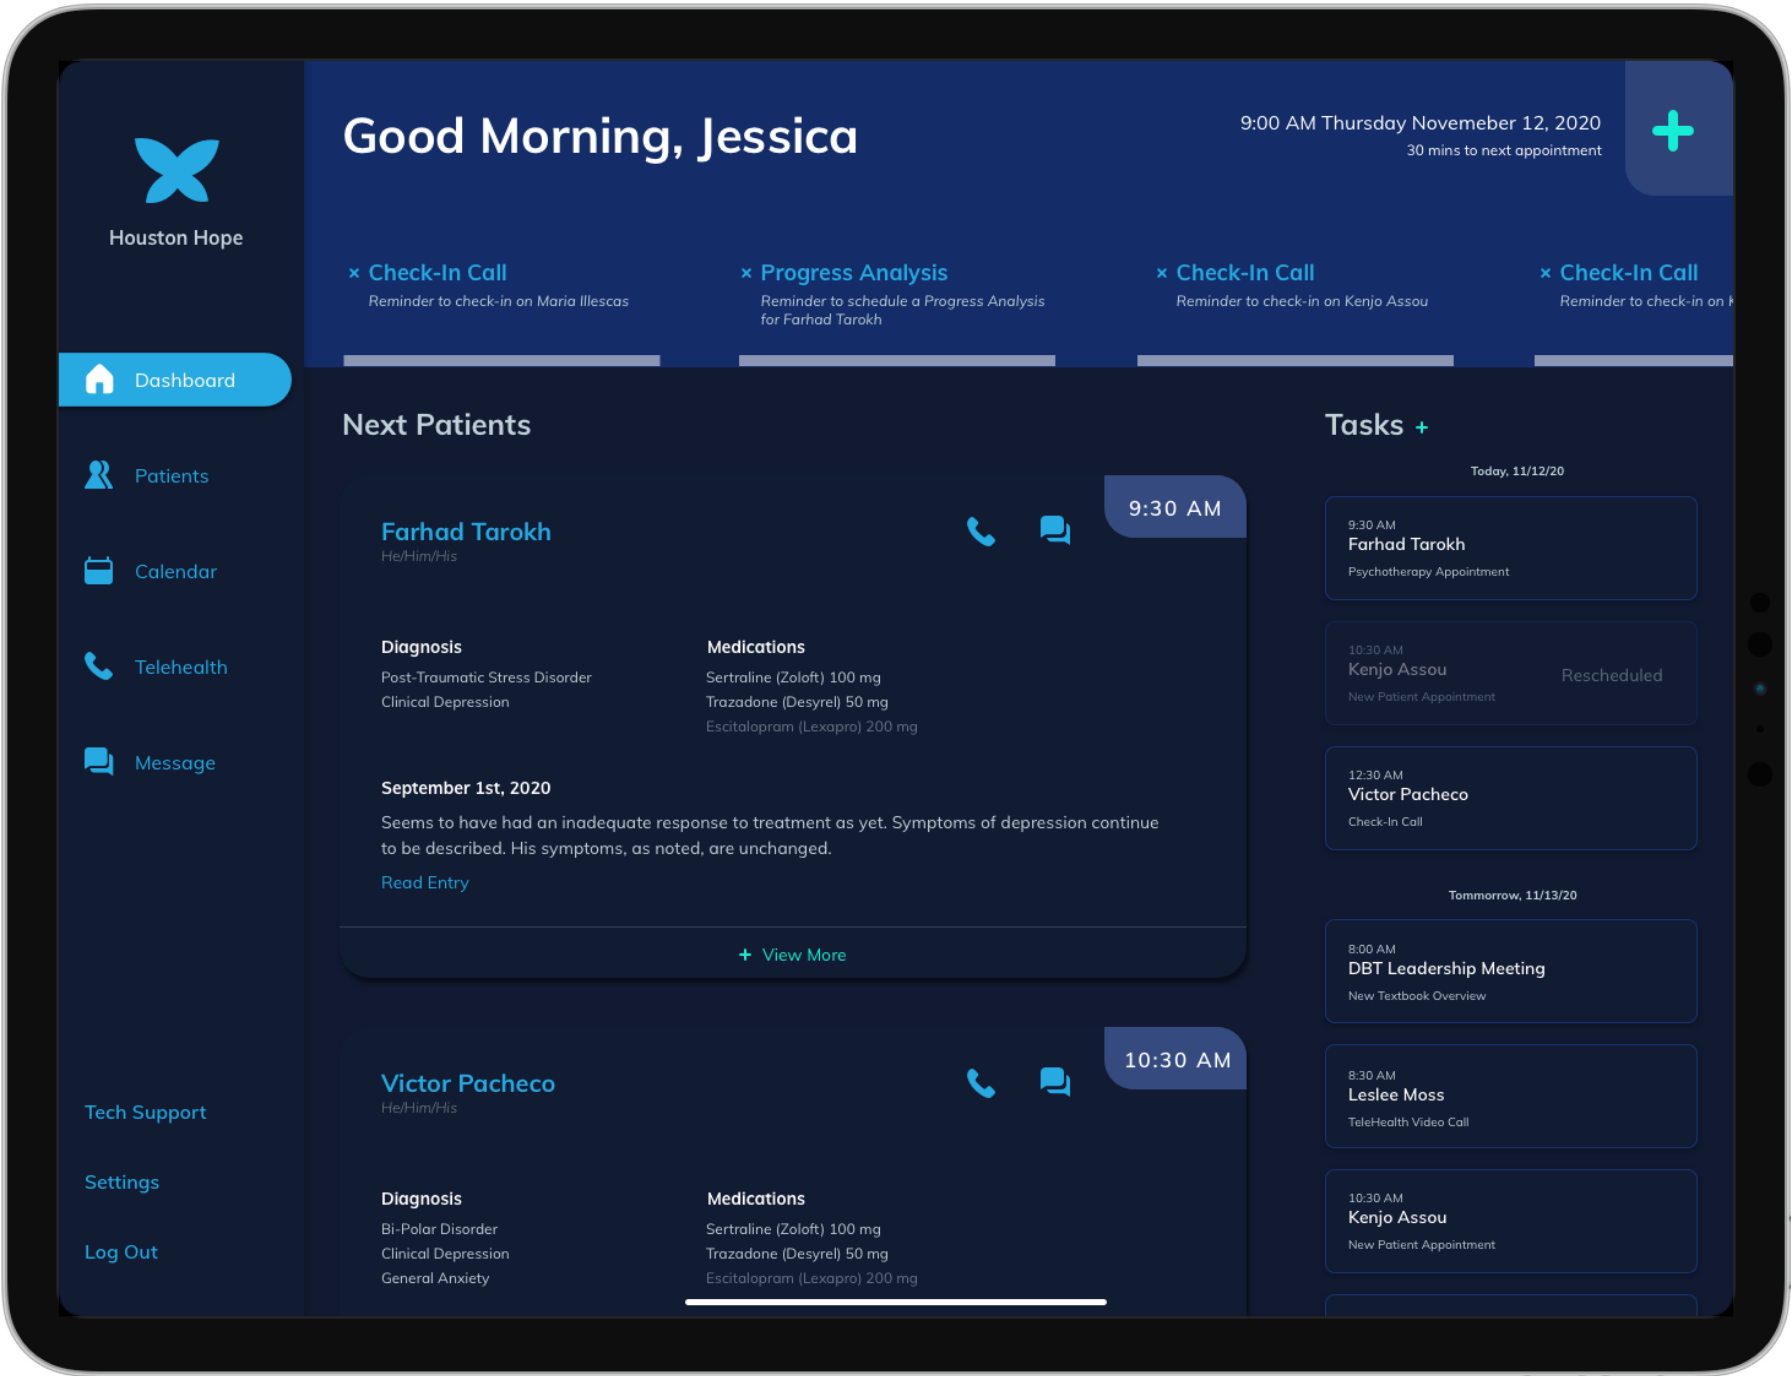 Houston Hope
Dashboard
Patients
Calendar
Telehealth
Message
Tech Support
Settings
Log Out
Good Morning, Jessica
9:00 AM Thursday Novemeber 12, 2020
30 mins to next appointment
× Check-In Call
Reminder to check-in on Maria Illescas
× Progress Analysis
Reminder to schedule a Progress Analysis
for Farhad Tarokh
× Check-In Call
Reminder to check-in on Kenjo Assou
× Check-In Call
Reminder to check-in on
Next Patients
Farhad Tarokh
He/Him/His
9:30 AM
Diagnosis
Post-Traumatic Stress Disorder
Clinical Depression
Medications
Sertraline (Zoloft) 100 mg
Trazadone (Desyrel) 50 mg
Escitalopram (Lexapro) 200 mg
September 1st, 2020
Seems to have had an inadequate response to treatment as yet. Symptoms of depression continue
to be described. His symptoms, as noted, are unchanged.
Read Entry
+ View More
Victor Pacheco
He/Him/His
10:30 AM
Diagnosis
Bi-Polar Disorder
Clinical Depression
General Anxiety
Medications
Sertraline (Zoloft) 100 mg
Trazadone (Desyrel) 50 mg
Escitalopram (Lexapro) 200 mg
Tasks +
Today, 11/12/20
9:30 AM
Farhad Tarokh
Psychotherapy Appointment
10:30 AM
Kenjo Assou
New Patient Appointment
Rescheduled
12:30 AM
Victor Pacheco
Check-In Call
Tommorrow, 11/13/20
8:00 AM
DBT Leadership Meeting
New Textbook Overview
8:30 AM
Leslee Moss
TeleHealth Video Call
10:30 AM
Kenjo Assou
New Patient Appointment